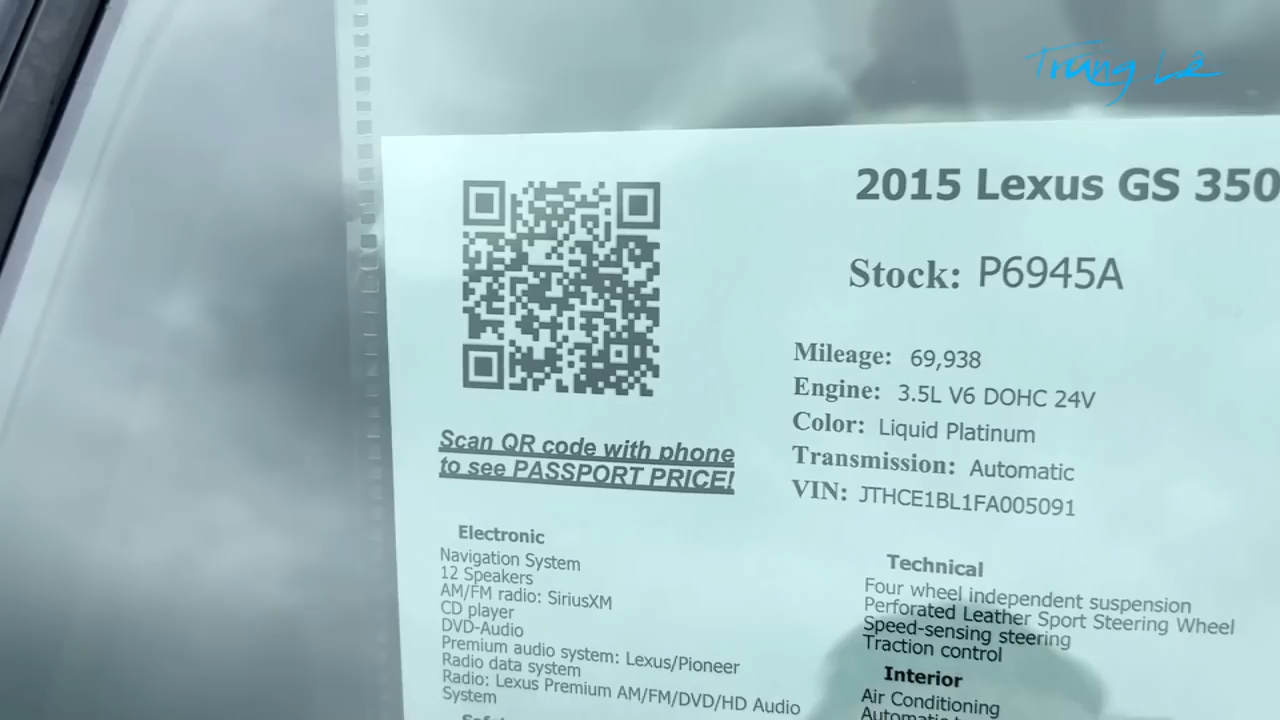 Trung Lê
2015 Lexus GS 350
Stock: P6945A
Mileage: 69,938
Engine: 3.5L V6 DOHC 24V
Color: Liquid Platinum
Transmission: Automatic
VIN: JTHCE1BL1FA005091
Scan QR code with phone
to see PASSPORT PRICE!
Electronic
Navigation System
12 Speakers
AM/FM radio: SiriusXM
CD player
DVD-Audio
Premium audio system: Lexus/Pioneer
Radio data system
Radio: Lexus Premium AM/FM/DVD/HD Audio
System
Technical
Four wheel independent suspension
Perforated Leather Sport Steering Wheel
Speed-sensing steering
Traction control
Interior
Air Conditioning